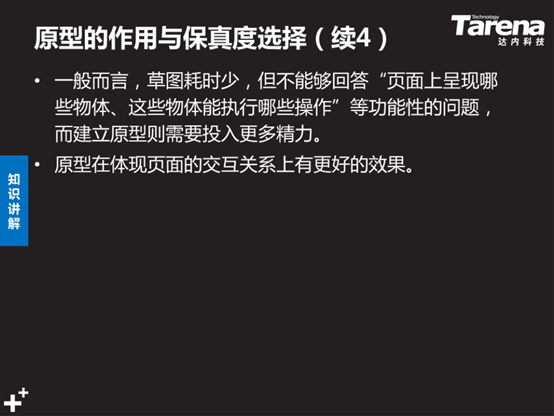 Technology
Tarena
达内科技
原型的作用与保真度选择（续4）
• 一般而言，草图耗时少，但不能够回答“页面上呈现哪
些物体、这些物体能执行哪些操作”等功能性的问题，
而建立原型则需要投入更多精力。
• 原型在体现页面的交互关系上有更好的效果。
知
识
讲
解